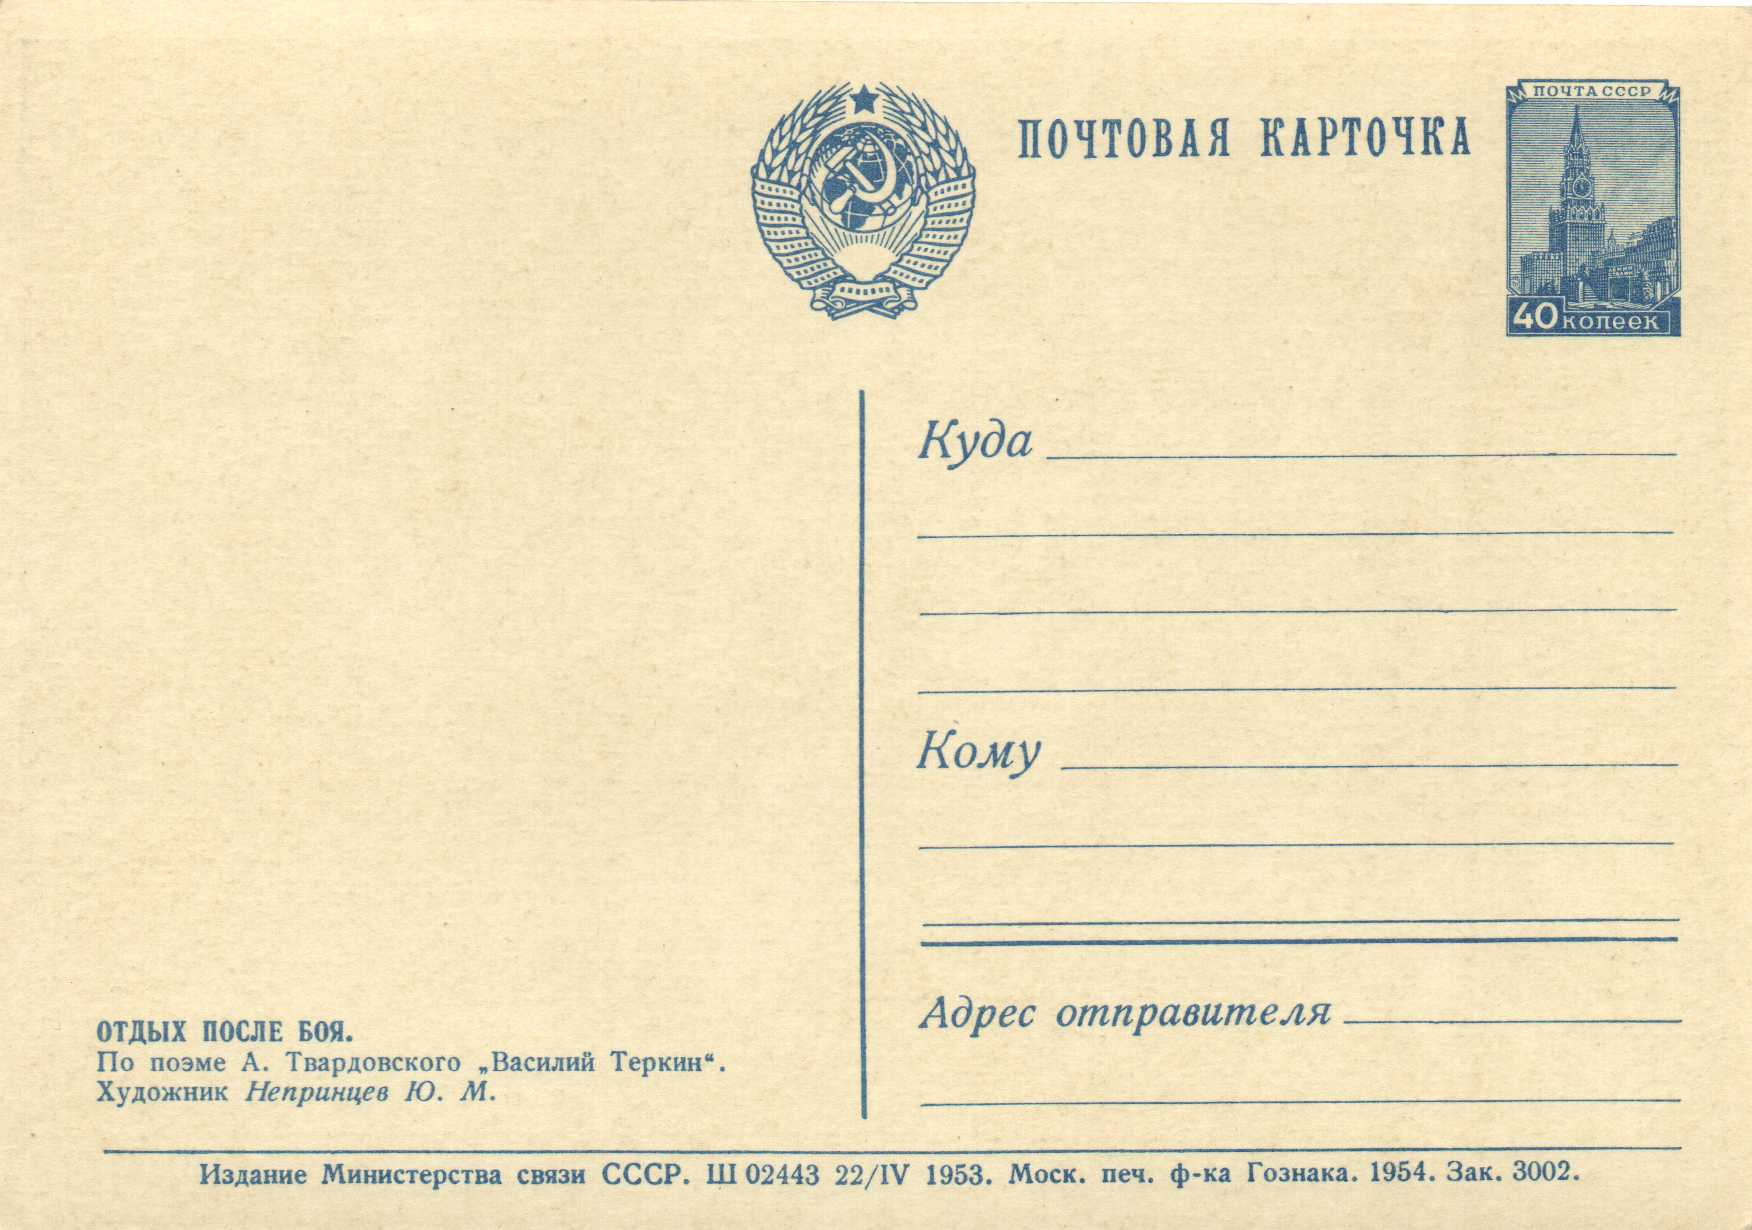 ПОЧТОВАЯ КАРТОЧКА
ПОЧТА СССР
40 КОПЕЕК
Куда
Кому
Адрес отправителя
ОТДЫХ ПОСЛЕ БОЯ.
По поэме А. Твардовского „Василий Теркин“.
Художник Непринцев Ю. М.
Издание Министерства связи СССР. Ш 02443 22/IV 1953. Моск. печ. ф-ка Гознака. 1954. Зак. 3002.